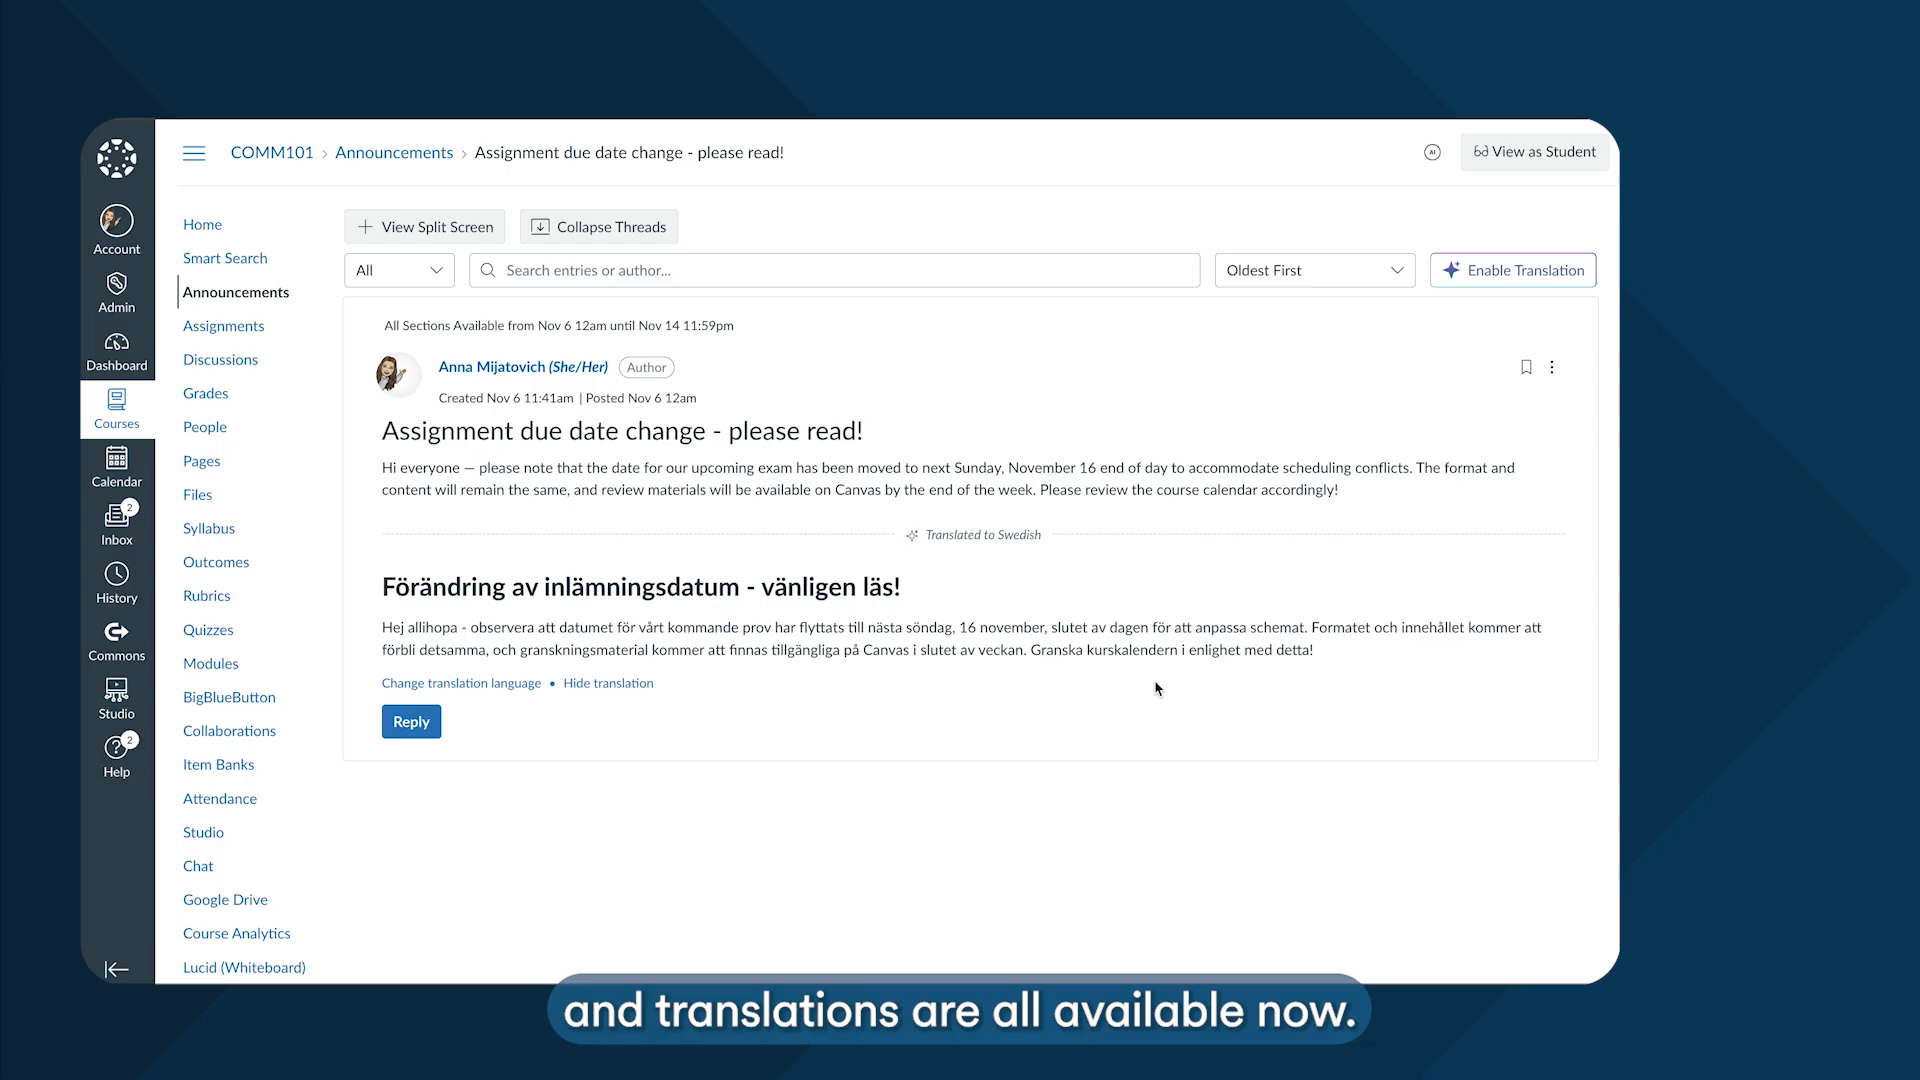 COMM101 › Announcements › Assignment due date change - please read!
AI
View as Student
Account
Admin
Dashboard
Courses
Calendar
2
Inbox
History
Commons
Studio
2
Help
Home
Smart Search
Announcements
Assignments
Discussions
Grades
People
Pages
Files
Syllabus
Outcomes
Rubrics
Quizzes
Modules
BigBlueButton
Collaborations
Item Banks
Attendance
Studio
Chat
Google Drive
Course Analytics
Lucid (Whiteboard)
View Split Screen
Collapse Threads
All
Search entries or author...
Oldest First
Enable Translation
All Sections Available from Nov 6 12am until Nov 14 11:59pm
Anna Mijatovich (She/Her) Author
Created Nov 6 11:41am | Posted Nov 6 12am
Assignment due date change - please read!
Hi everyone — please note that the date for our upcoming exam has been moved to next Sunday, November 16 end of day to accommodate scheduling conflicts. The format and
content will remain the same, and review materials will be available on Canvas by the end of the week. Please review the course calendar accordingly!
Translated to Swedish
Förändring av inlämningsdatum - vänligen läs!
Hej allihopa - observera att datumet för vårt kommande prov har flyttats till nästa söndag, 16 november, slutet av dagen för att anpassa schemat. Formatet och innehållet kommer att
förbli detsamma, och granskningsmaterial kommer att finnas tillgängliga på Canvas i slutet av veckan. Granska kurskalendern i enlighet med detta!
Change translation language • Hide translation
Reply
and translations are all available now.